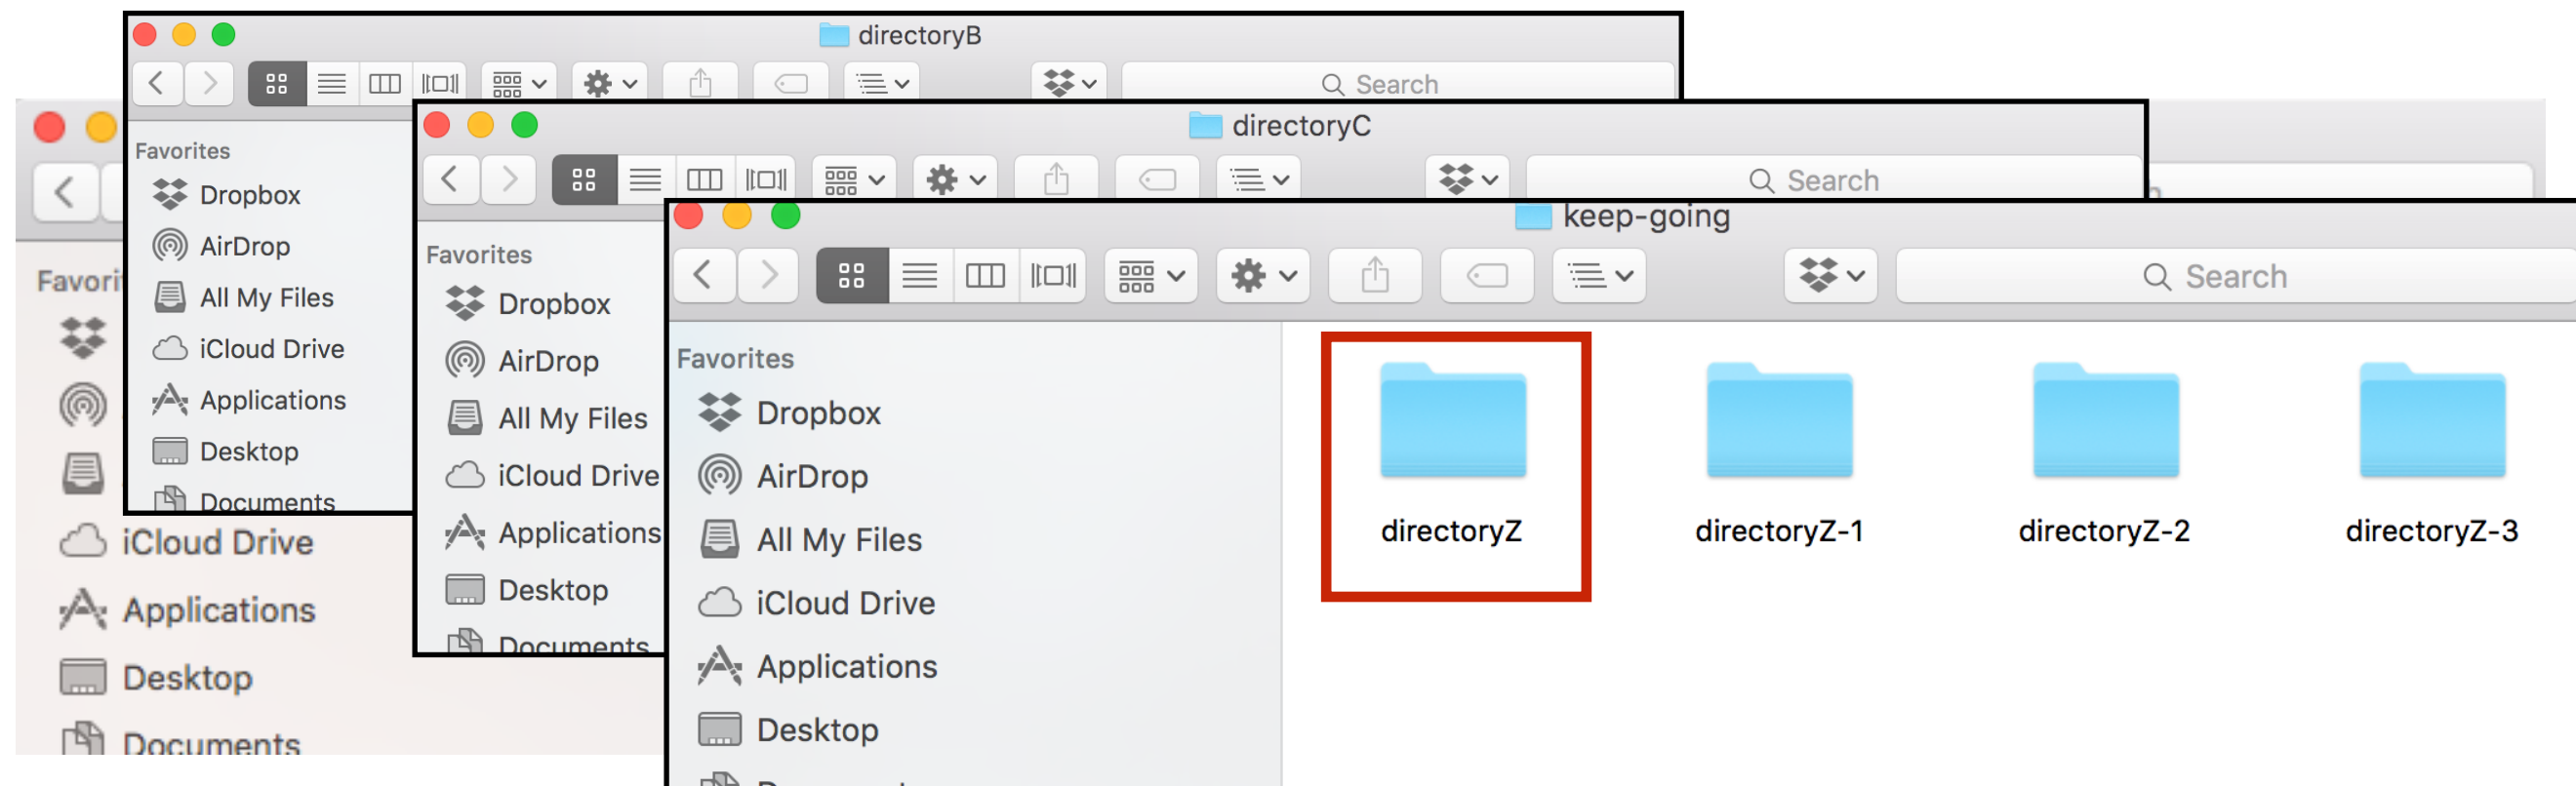 directoryB
Search
Favorites
Dropbox
AirDrop
All My Files
iCloud Drive
Applications
Desktop
Documents
directoryC
Search
Favorites
Dropbox
AirDrop
All My Files
iCloud Drive
Applications
Desktop
Documents
keep-going
Search
Favorites
Dropbox
AirDrop
All My Files
iCloud Drive
Applications
Desktop
directoryZ
directoryZ-1
directoryZ-2
directoryZ-3
Favori
iCloud Drive
Applications
Desktop
Documents